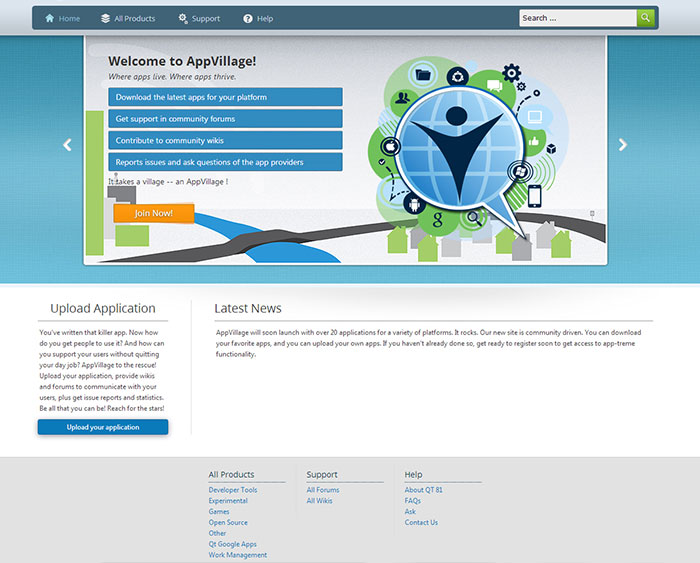 Home All Products Support Help Search ...
Welcome to AppVillage!
Where apps live. Where apps thrive.
Download the latest apps for your platform
Get support in community forums
Contribute to community wikis
Reports issues and ask questions of the app providers
It takes a village -- an AppVillage !
Join Now!
g
Upload Application
You've written that killer app. Now how
do you get people to use it? And how can
you support your users without quitting
your day job? AppVillage to the rescue!
Upload your application, provide wikis
and forums to communicate with your
users, plus get issue reports and statistics.
Be all that you can be! Reach for the stars!
Upload your application
Latest News
AppVillage will soon launch with over 20 applications for a variety of platforms. It rocks. Our new site is community driven. You can download
your favorite apps, and you can upload your own apps. If you haven't already done so, get ready to register soon to get access to app-treme
functionality.
All Products
Developer Tools
Experimental
Games
Open Source
Other
Qt Google Apps
Work Management
Support
All Forums
All Wikis
Help
About QT 81
FAQs
Ask
Contact Us